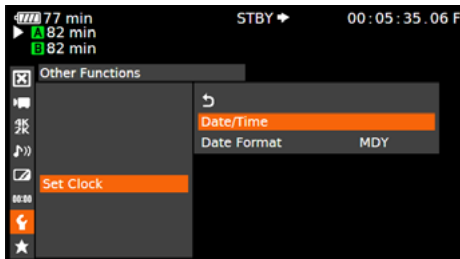 77 min STBY 00:05:35.06 F
A 82 min
B 82 min
Other Functions
4K
2K
Date/Time
Date Format MDY
Set Clock
00:00